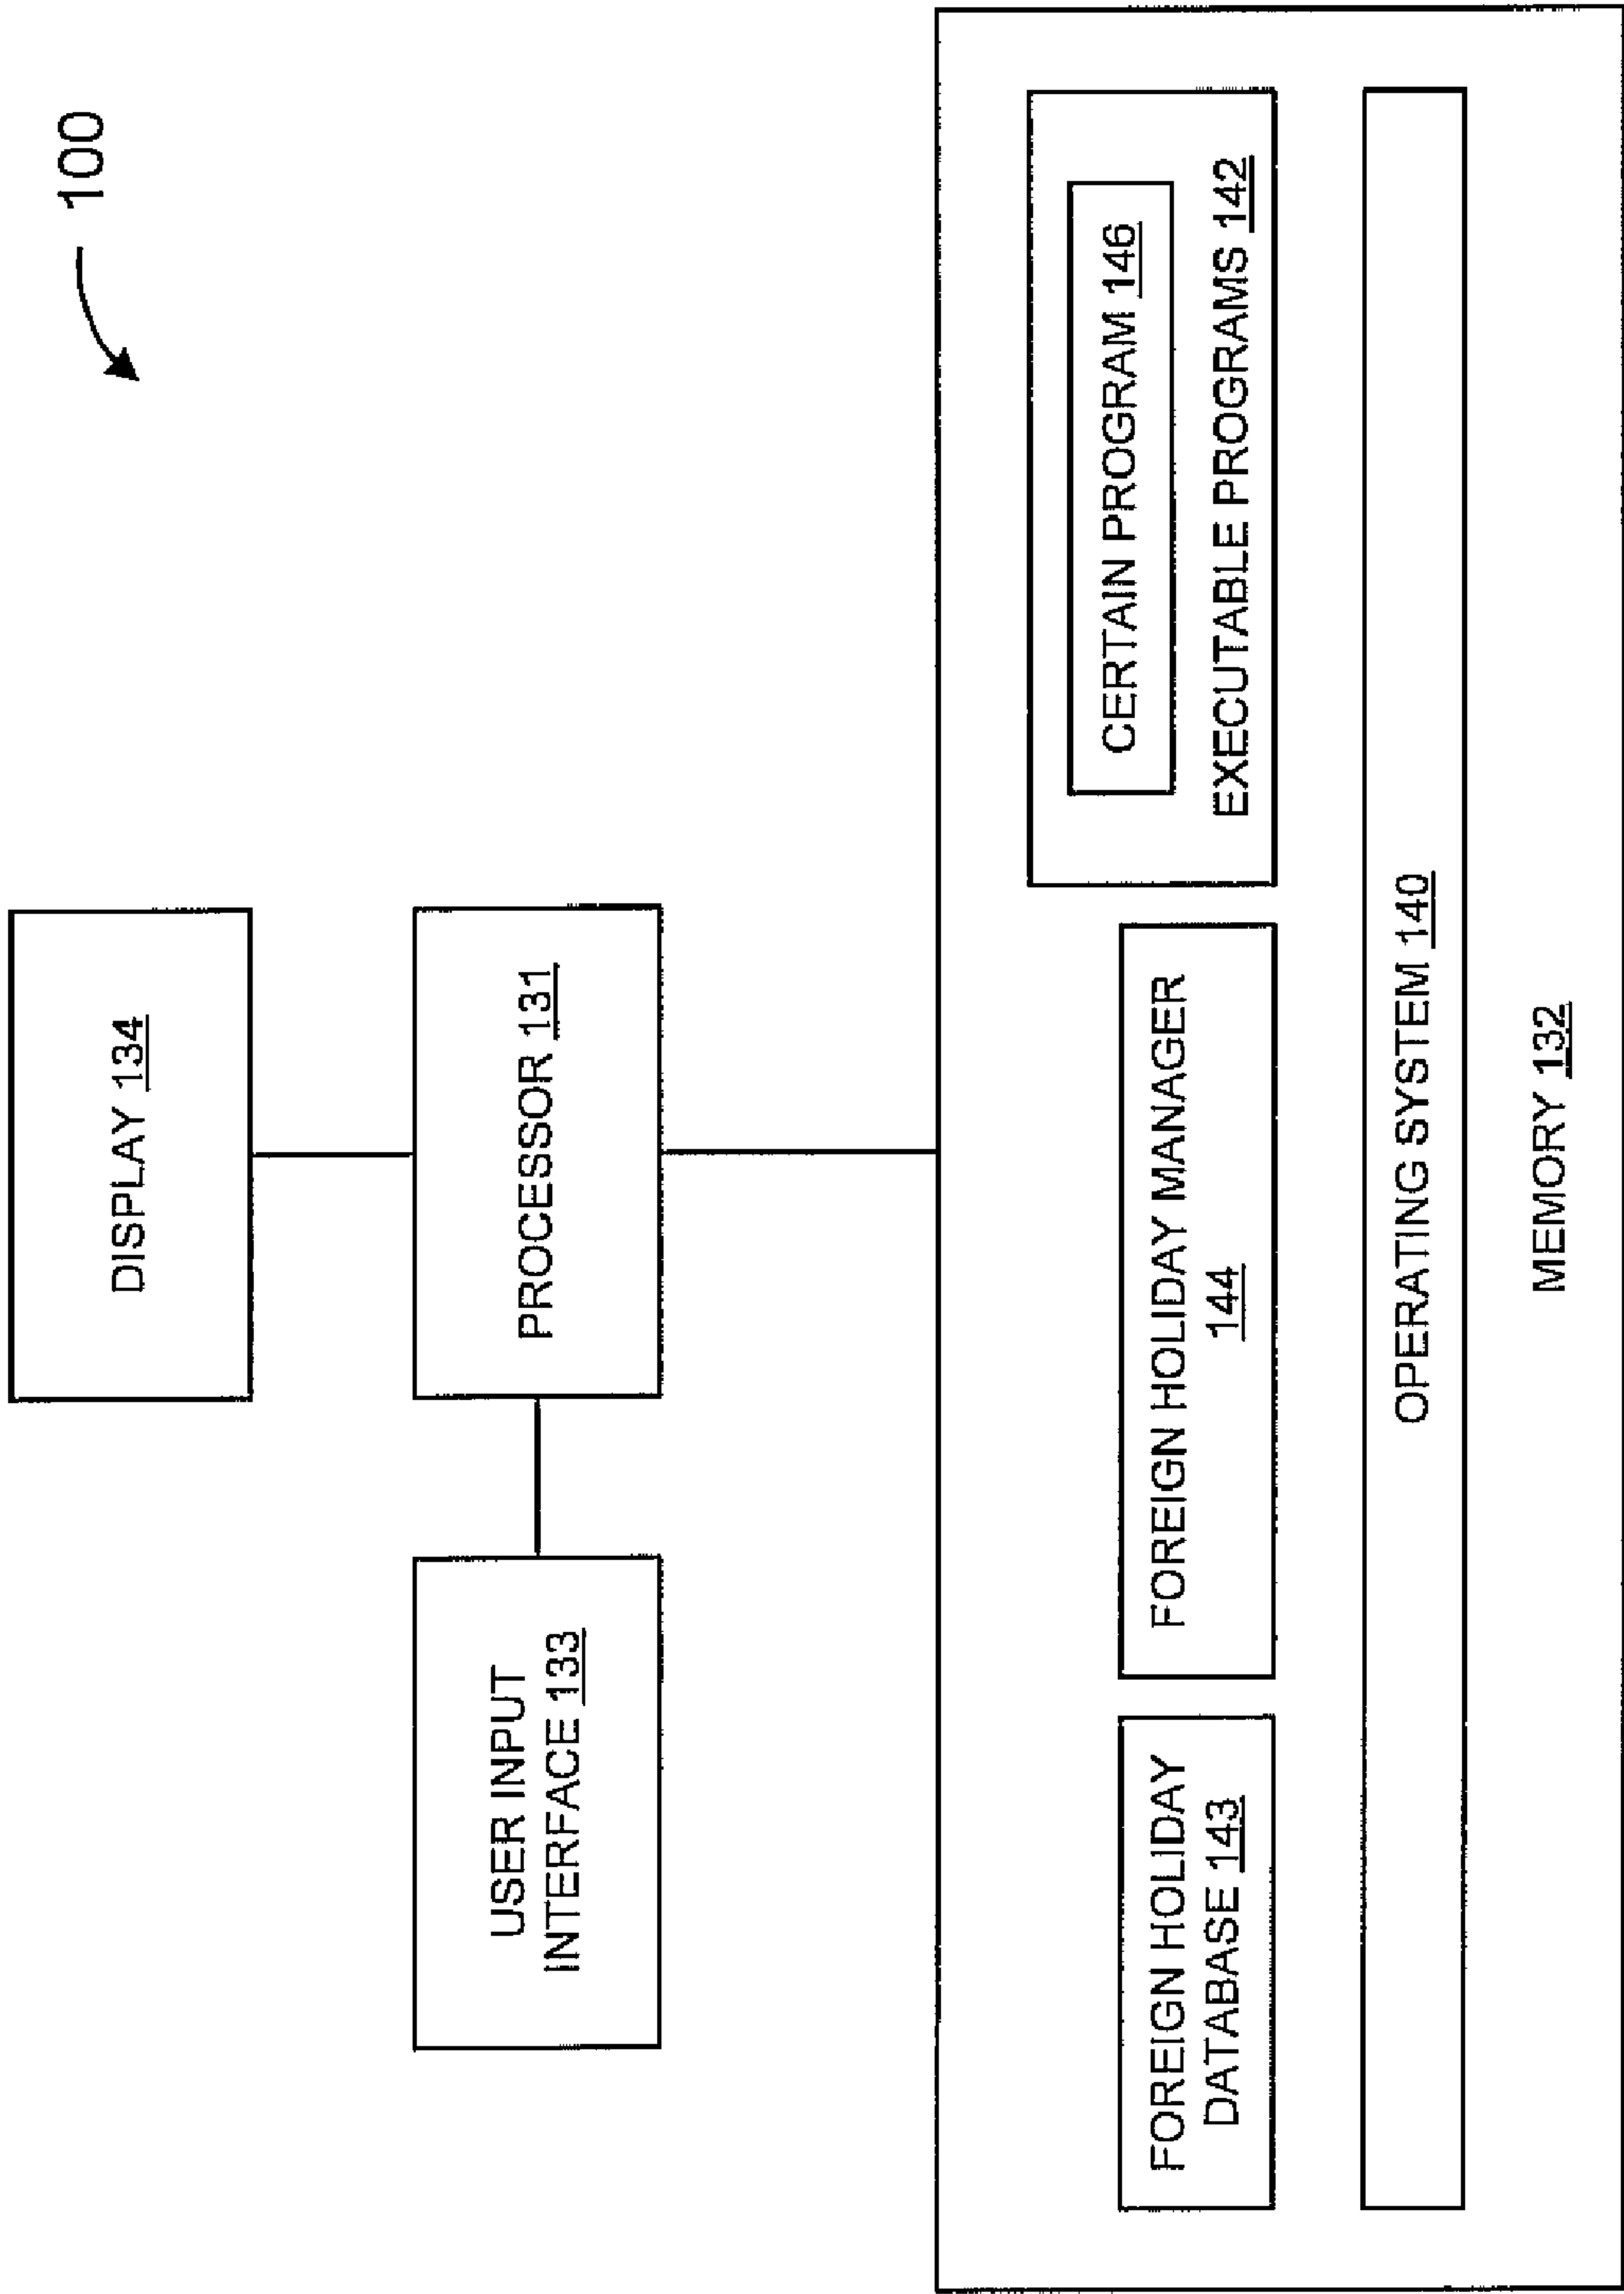 100
DISPLAY 134
USER INPUT
INTERFACE 133
PROCESSOR 131
FOREIGN HOLIDAY
DATABASE 143
FOREIGN HOLIDAY MANAGER
144
CERTAIN PROGRAM 146
EXECUTABLE PROGRAMS 142
OPERATING SYSTEM 140
MEMORY 132